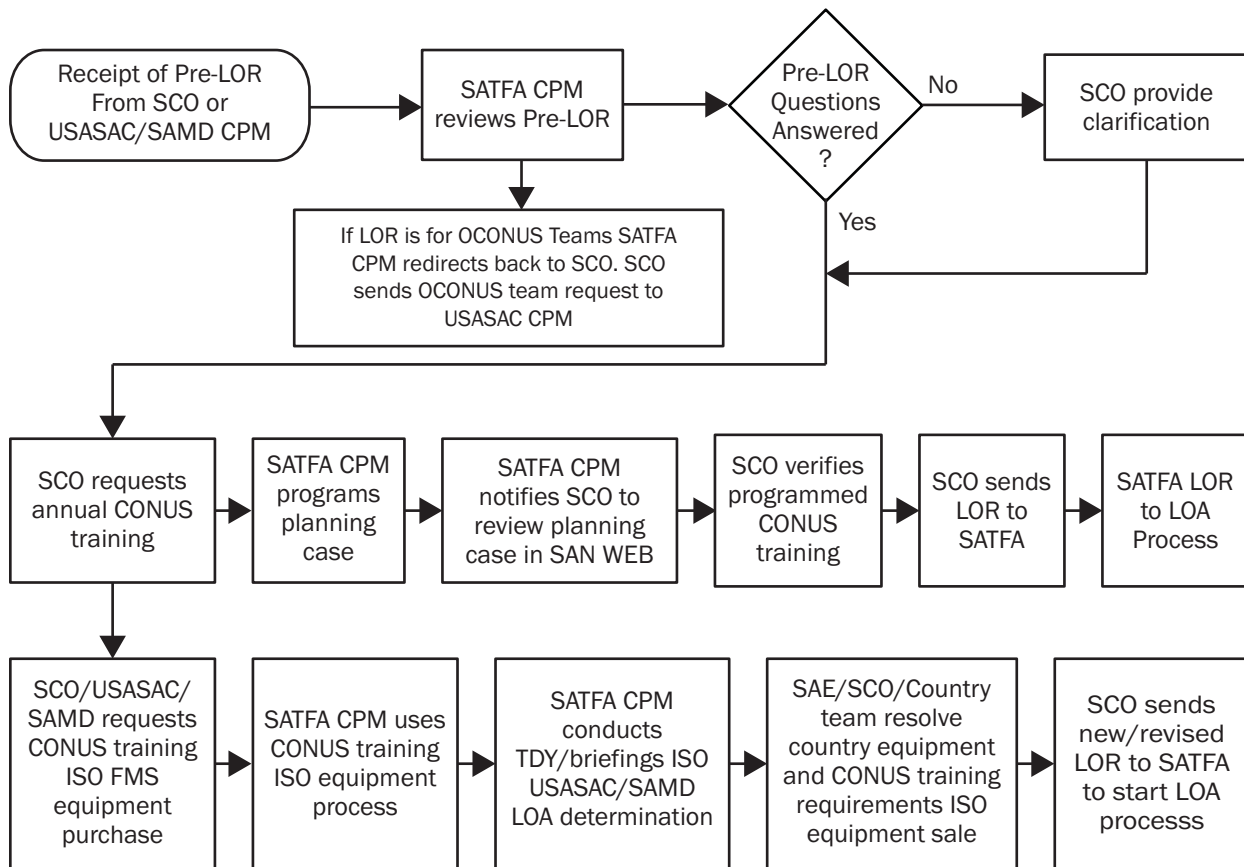 Receipt of Pre-LOR
From SCO or
USASAC/SAMD CPM
SATFA CPM
reviews Pre-LOR
Pre-LOR
Questions
Answered
?
No
SCO provide
clarification
Yes
If LOR is for OCONUS Teams SATFA
CPM redirects back to SCO. SCO
sends OCONUS team request to
USASAC CPM
SCO requests
annual CONUS
training
SATFA CPM
programs
planning
case
SATFA CPM
notifies SCO to
review planning
case in SAN WEB
SCO verifies
programmed
CONUS
training
SCO sends
LOR to
SATFA
SATFA LOR
to LOA
Process
SCO/USASAC/
SAMD requests
CONUS training
ISO FMS
equipment
purchase
SATFA CPM uses
CONUS training
ISO equipment
process
SATFA CPM
conducts
TDY/briefings ISO
USASAC/SAMD
LOA determination
SAE/SCO/Country
team resolve
country equipment
and CONUS training
requirements ISO
equipment sale
SCO sends
new/revised
LOR to SATFA
to start LOA
processs